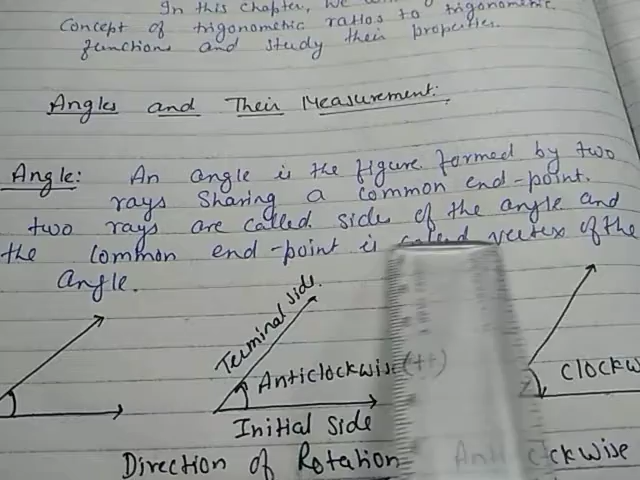 In this chapter, we
Concept of trigonometric ratios to trigonometric
functions and study their properties.
Angles and Their Measurement:
Angle: An angle is the figure formed by two
rays sharing a common end-point.
two rays are called side of the angle and
the common end-point is called vertex of the
angle.
Terminal side.
Anticlockwise (++)
Clockw
Initial side
Direction of Rotation Anticlockwise